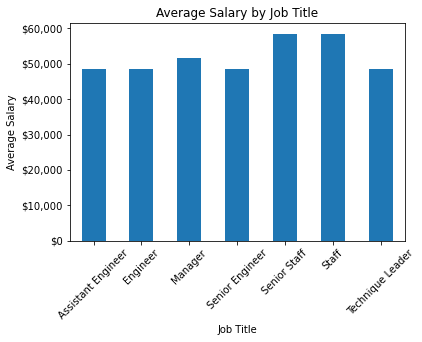 Average Salary by Job Title
Average Salary
$60,000
$50,000
$40,000
$30,000
$20,000
$10,000
$0
Assistant Engineer
Engineer
Manager
Senior Engineer
Senior Staff
Staff
Technique Leader
Job Title